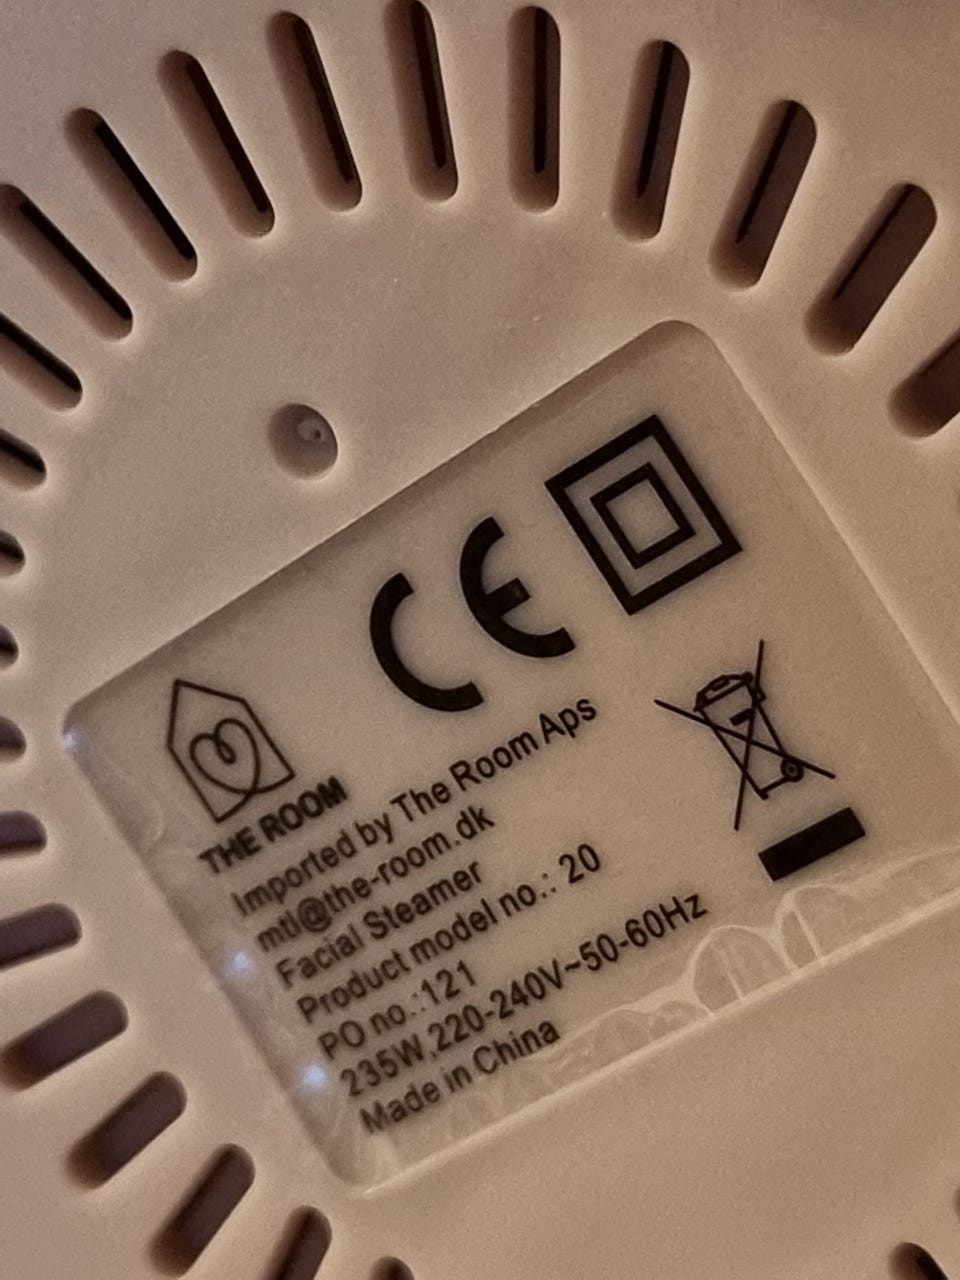 CE
THE ROOM
Imported by The Room Aps
mtl@the-room.dk
Facial Steamer
Product model no.: 20
PO no.:121
235W,220-240V~50-60Hz
Made in China